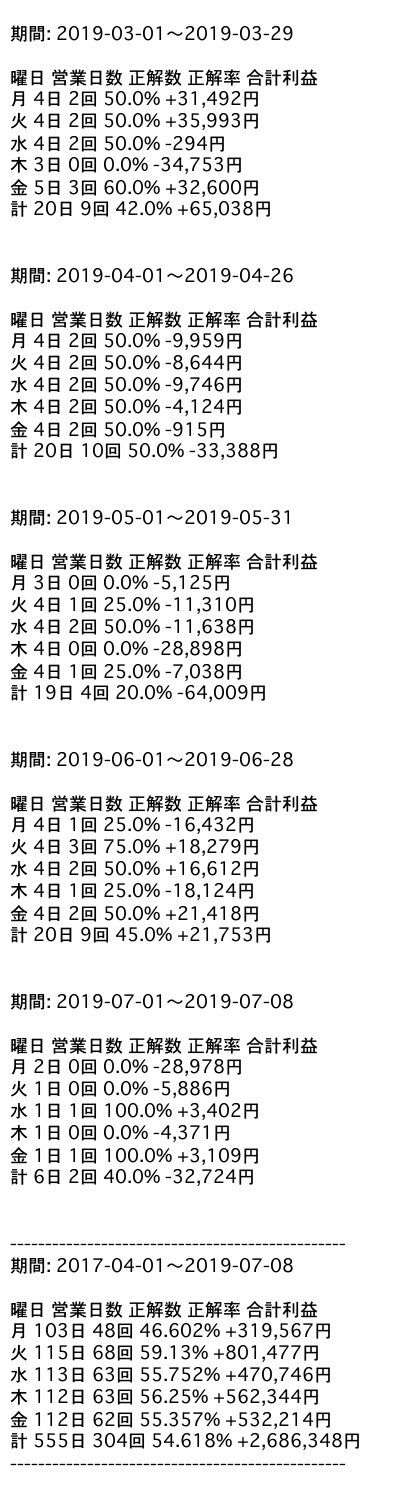 期間: 2019-03-01〜2019-03-29
曜日 営業日数 正解数 正解率 合計利益
月 4日 2回 50.0% +31,492円
火 4日 2回 50.0% +35,993円
水 4日 2回 50.0% -294円
木 3日 0回 0.0% -34,753円
金 5日 3回 60.0% +32,600円
計 20日 9回 42.0% +65,038円
期間: 2019-04-01〜2019-04-26
曜日 営業日数 正解数 正解率 合計利益
月 4日 2回 50.0% -9,959円
火 4日 2回 50.0% -8,644円
水 4日 2回 50.0% -9,746円
木 4日 2回 50.0% -4,124円
金 4日 2回 50.0% -915円
計 20日 10回 50.0% -33,388円
期間: 2019-05-01〜2019-05-31
曜日 営業日数 正解数 正解率 合計利益
月 3日 0回 0.0% -5,125円
火 4日 1回 25.0% -11,310円
水 4日 2回 50.0% -11,638円
木 4日 0回 0.0% -28,898円
金 4日 1回 25.0% -7,038円
計 19日 4回 20.0% -64,009円
期間: 2019-06-01〜2019-06-28
曜日 営業日数 正解数 正解率 合計利益
月 4日 1回 25.0% -16,432円
火 4日 3回 75.0% +18,279円
水 4日 2回 50.0% +16,612円
木 4日 1回 25.0% -18,124円
金 4日 2回 50.0% +21,418円
計 20日 9回 45.0% +21,753円
期間: 2019-07-01〜2019-07-08
曜日 営業日数 正解数 正解率 合計利益
月 2日 0回 0.0% -28,978円
火 1日 0回 0.0% -5,886円
水 1日 1回 100.0% +3,402円
木 1日 0回 0.0% -4,371円
金 1日 1回 100.0% +3,109円
計 6日 2回 40.0% -32,724円
------------------------------------------------
期間: 2017-04-01〜2019-07-08
曜日 営業日数 正解数 正解率 合計利益
月 103日 48回 46.602% +319,567円
火 115日 68回 59.13% +801,477円
水 113日 63回 55.752% +470,746円
木 112日 63回 56.25% +562,344円
金 112日 62回 55.357% +532,214円
計 555日 304回 54.618% +2,686,348円
------------------------------------------------